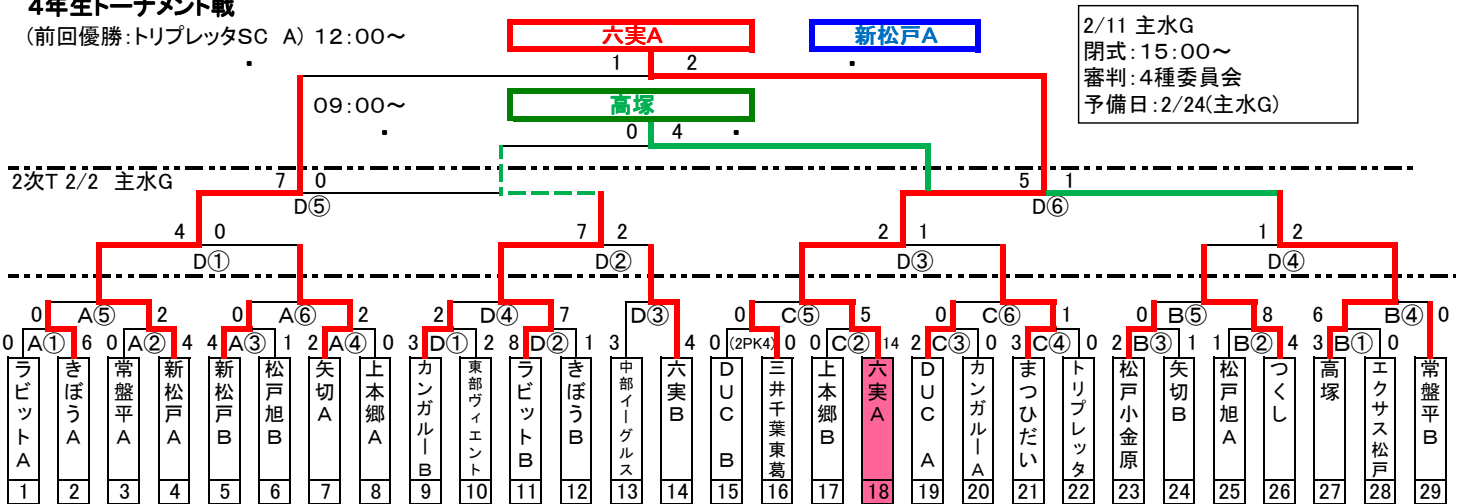 4年生トーナメント戦
(前回優勝:トリプレッタSC A) 12:00~
六実A
新松戸A
2/11 主水G
閉式:15:00~
審判:4種委員会
予備日:2/24(主水G)
1 2
09:00~
高塚
0 4
2次T 2/2 主水G
7 0
5 1
D⑤
D⑥
4 0
7 2
2 1
1 2
D①
D②
D③
D④
0 A⑤ 2
0 A⑥ 2
2 D④ 7
D③
C⑤ 5
0 C⑥ 1
0 B⑤ 8
6 B④ 0
0 A① 6
0 A② 4
4 A③ 1
2 A④ 0
3 D① 2
8 D② 1
3 4
0 (2PK4) 0
0 C② 14
2 C③ 0
3 C④ 0
2 B③ 1
1 B② 4
3 B① 0
ラビットA
きぼうA
常盤平A
新松戸A
新松戸B
松戸旭B
矢切A
上本郷A
カンガルーB
東部ヴィエント
ラビットB
きぼうB
中部イーグルス
六実B
DUC B
三井千葉東葛
上本郷B
六実A
DUC A
カンガルーA
まつひだい
トリプレッタ
松戸小金原
矢切B
松戸旭A
つくし
高塚
エクサス松戸
常盤平B
1 2 3 4 5 6 7 8 9 10 11 12 13 14 15 16 17 18 19 20 21 22 23 24 25 26 27 28 29